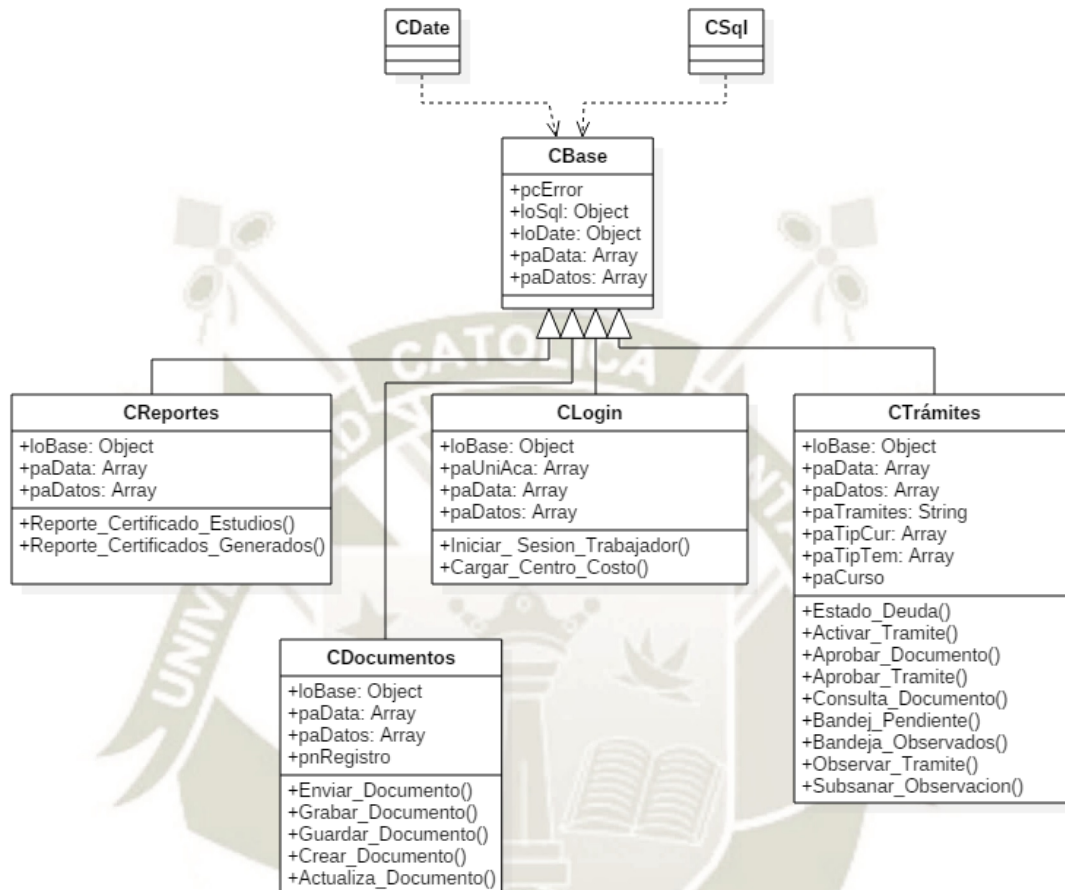 CDate
CSql
CBase
+pcError
+loSql: Object
+loDate: Object
+paData: Array
+paDatos: Array
CATOLICA
CReportes
+loBase: Object
+paData: Array
+paDatos: Array
+Reporte_Certificado_Estudios()
+Reporte_Certificados_Generados()
CLogin
+loBase: Object
+paUniAca: Array
+paData: Array
+paDatos: Array
+Iniciar_ Sesion_Trabajador()
+Cargar_Centro_Costo()
CTrámites
+loBase: Object
+paData: Array
+paDatos: Array
+paTramites: String
+paTipCur: Array
+paTipTem: Array
+paCurso
+Estado_Deuda()
+Activar_Tramite()
+Aprobar_Documento()
+Aprobar_Tramite()
+Consulta_Documento()
+Bandej_Pendiente()
+Bandeja_Observados()
+Observar_Tramite()
+Subsanar_Observacion()
CDocumentos
+loBase: Object
+paData: Array
+paDatos: Array
+pnRegistro
+Enviar_Documento()
+Grabar_Documento()
+Guardar_Documento()
+Crear_Documento()
+Actualiza_Documento()